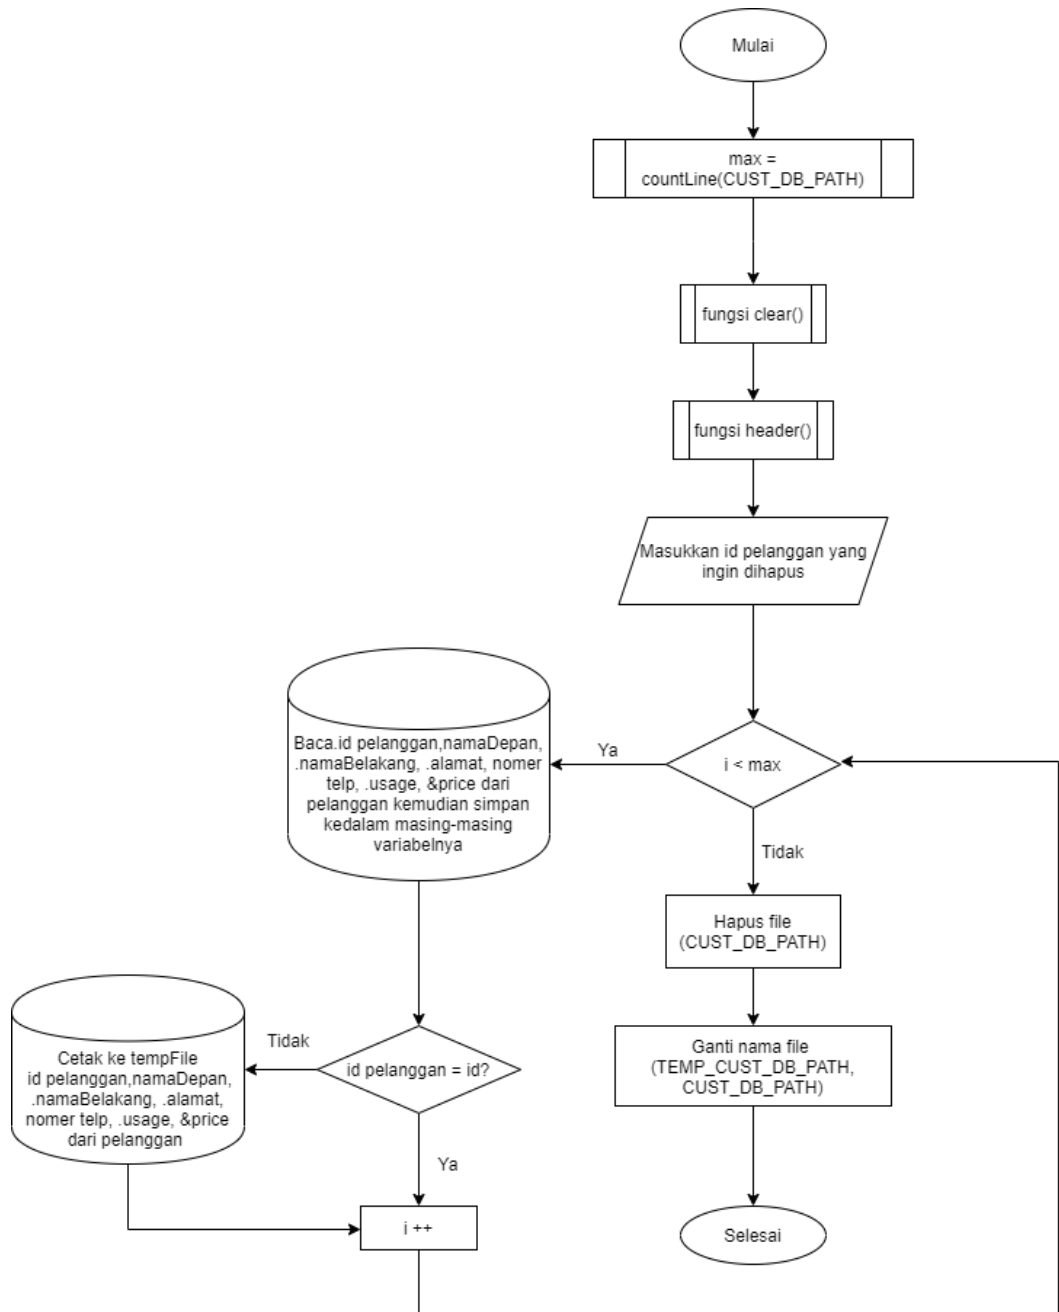 Mulai
max =
countLine(CUST_DB_PATH)
fungsi clear()
fungsi header()
Masukkan id pelanggan yang
ingin dihapus
i < max
Ya
Baca.id pelanggan,namaDepan,
.namaBelakang, .alamat, nomer
telp, .usage, &price dari
pelanggan kemudian simpan
kedalam masing-masing
variabelnya
Tidak
Hapus file
(CUST_DB_PATH)
id pelanggan = id?
Tidak
Cetak ke tempFile
id pelanggan,namaDepan,
.namaBelakang, .alamat,
nomer telp, .usage, &price
dari pelanggan
Ganti nama file
(TEMP_CUST_DB_PATH,
CUST_DB_PATH)
Ya
i ++
Selesai